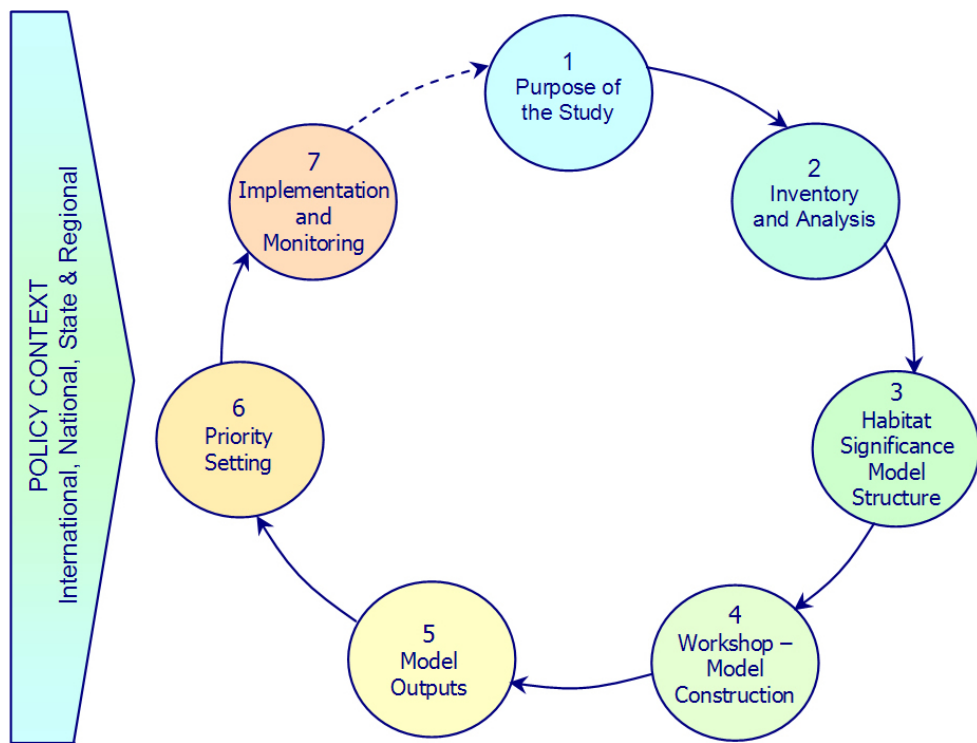 POLICY CONTEXT
International, National, State & Regional
1
Purpose of
the Study
2
Inventory
and Analysis
3
Habitat
Significance
Model
Structure
4
Workshop –
Model
Construction
5
Model
Outputs
6
Priority
Setting
7
Implementation
and
Monitoring